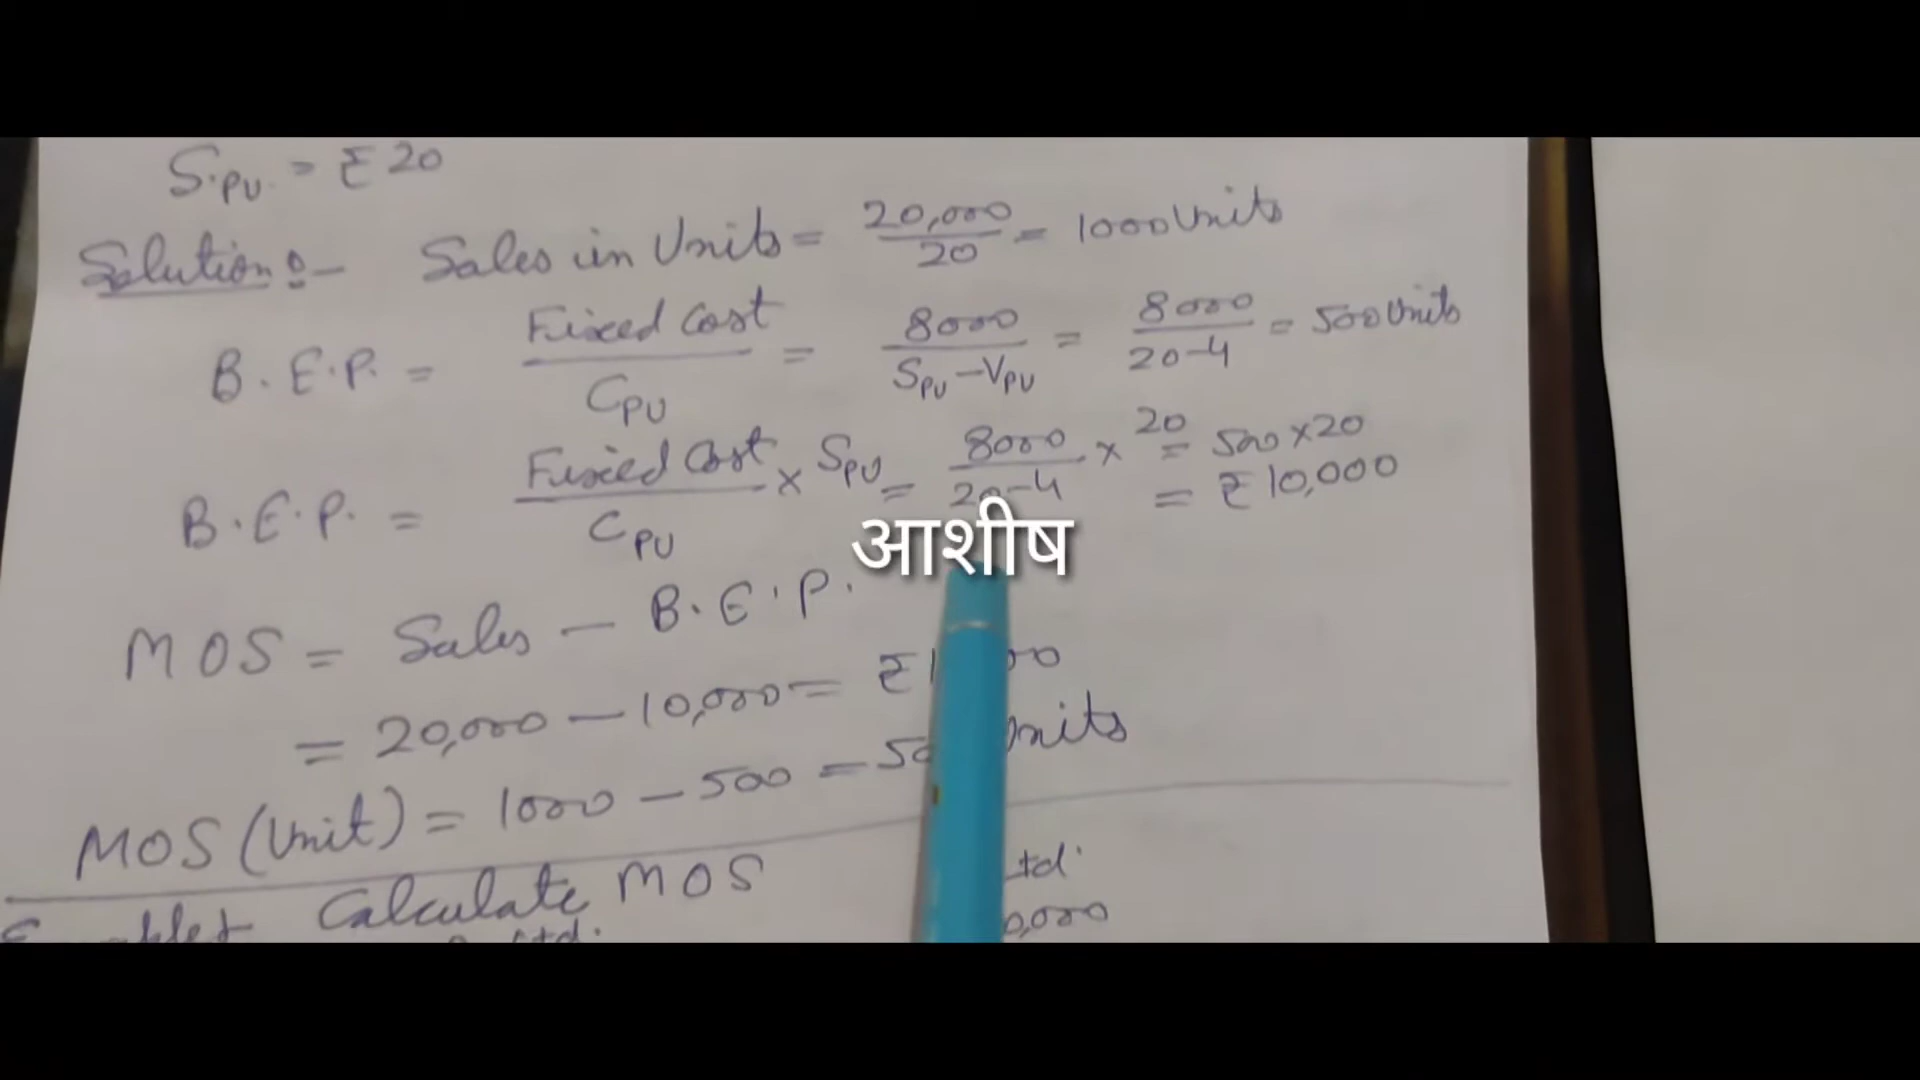 S.PU. = ₹20
Solution:- Sales in Units = 20,000/20 = 1000 Units
B.E.P. = Fixed Cost/CPU = 8000/SPU-VPU = 8000/20-4 = 500 Units
B.E.P. = Fixed Cost/CPU × SPU = 8000/20-4 × 20 = 500×20
= ₹10,000
आशीष
MOS = Sales - B.E.P.
= 20,000 - 10,000 = ₹
MOS (Unit) = 1000 - 500 =
Calculate MOS